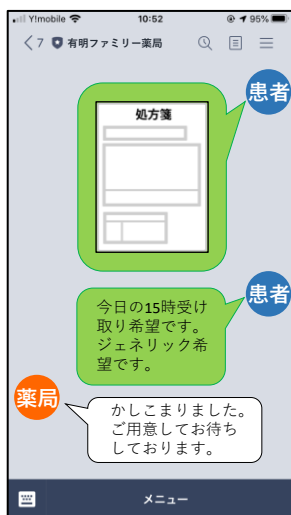 Y!mobile 10:52 95%
7 有明ファミリー薬局
患者
処方箋
患者
今日の15時受け
取り希望です。
ジェネリック希
望です。
薬局
かしこまりました。
ご用意してお待ち
しております。
メニュー